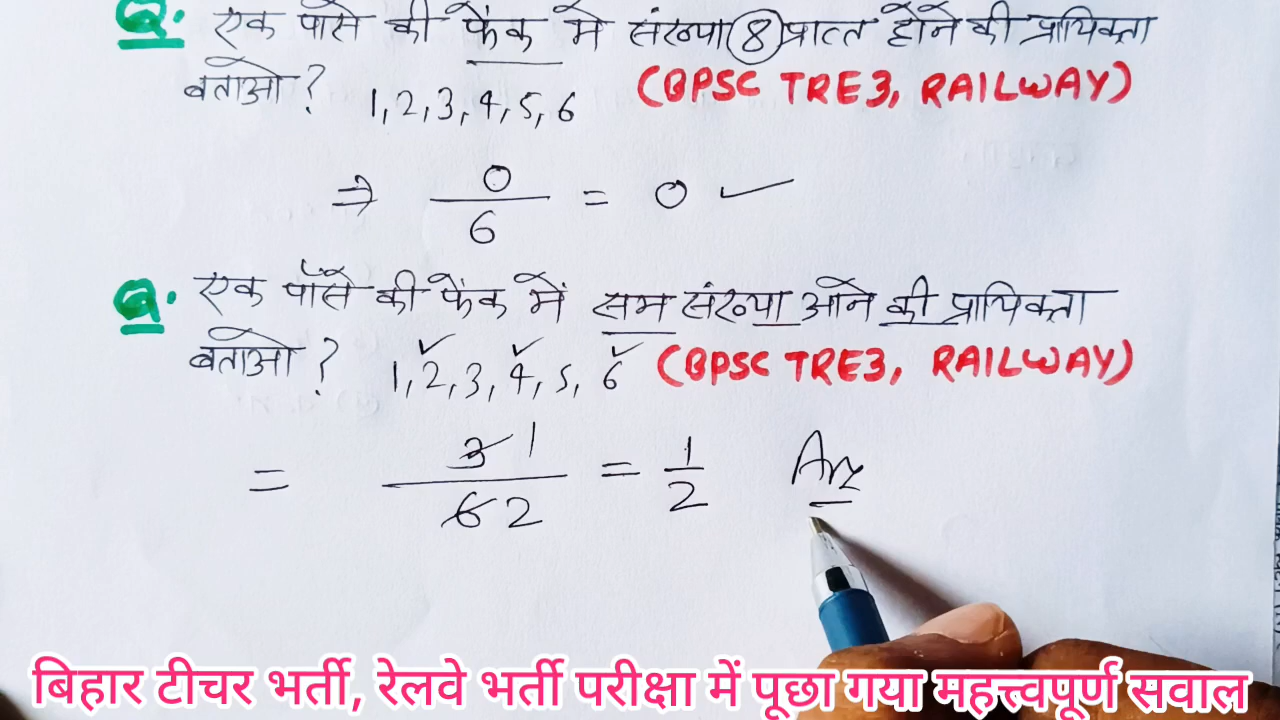 Q. एक पासे की फेंक मे संख्या 8 प्राप्त होने की प्रायिकता
बताओ? 1, 2, 3, 4, 5, 6 (BPSC TRE3, RAILWAY)
⇒ 0/6 = 0 ✓
Q. एक पाँसे की फेंक में सम संख्या आने की प्रायिकता
बताओ? 1, 2, 3, 4, 5, 6 (BPSC TRE3, RAILWAY)
= 3 1/6 2 = 1/2 Ans
बिहार टीचर भर्ती, रेलवे भर्ती परीक्षा में पूछा गया महत्त्वपूर्ण सवाल